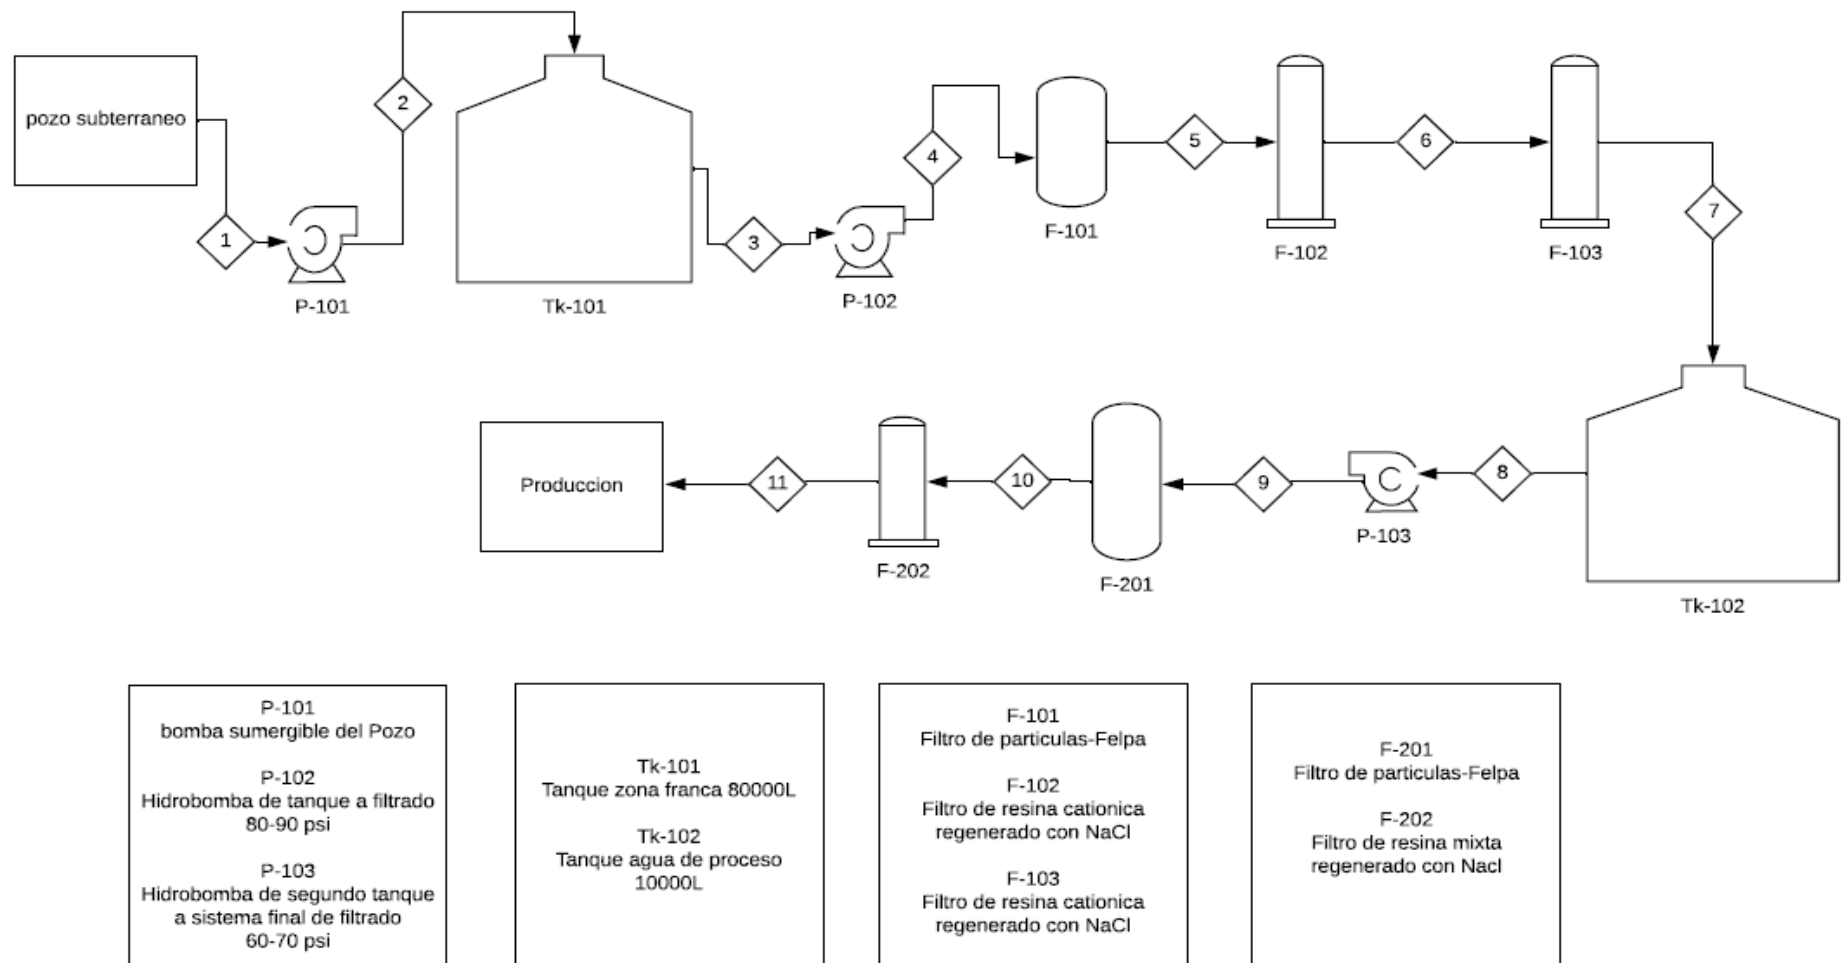 pozo subterraneo
1
P-101
2
Tk-101
3
P-102
4
F-101
5
F-102
6
F-103
7
Tk-102
8
P-103
9
F-201
10
F-202
11
Produccion
P-101
bomba sumergible del Pozo
P-102
Hidrobomba de tanque a filtrado
80-90 psi
P-103
Hidrobomba de segundo tanque
a sistema final de filtrado
60-70 psi
Tk-101
Tanque zona franca 80000L
Tk-102
Tanque agua de proceso
10000L
F-101
Filtro de particulas-Felpa
F-102
Filtro de resina cationica
regenerado con NaCl
F-103
Filtro de resina cationica
regenerado con NaCl
F-201
Filtro de particulas-Felpa
F-202
Filtro de resina mixta
regenerado con Nacl